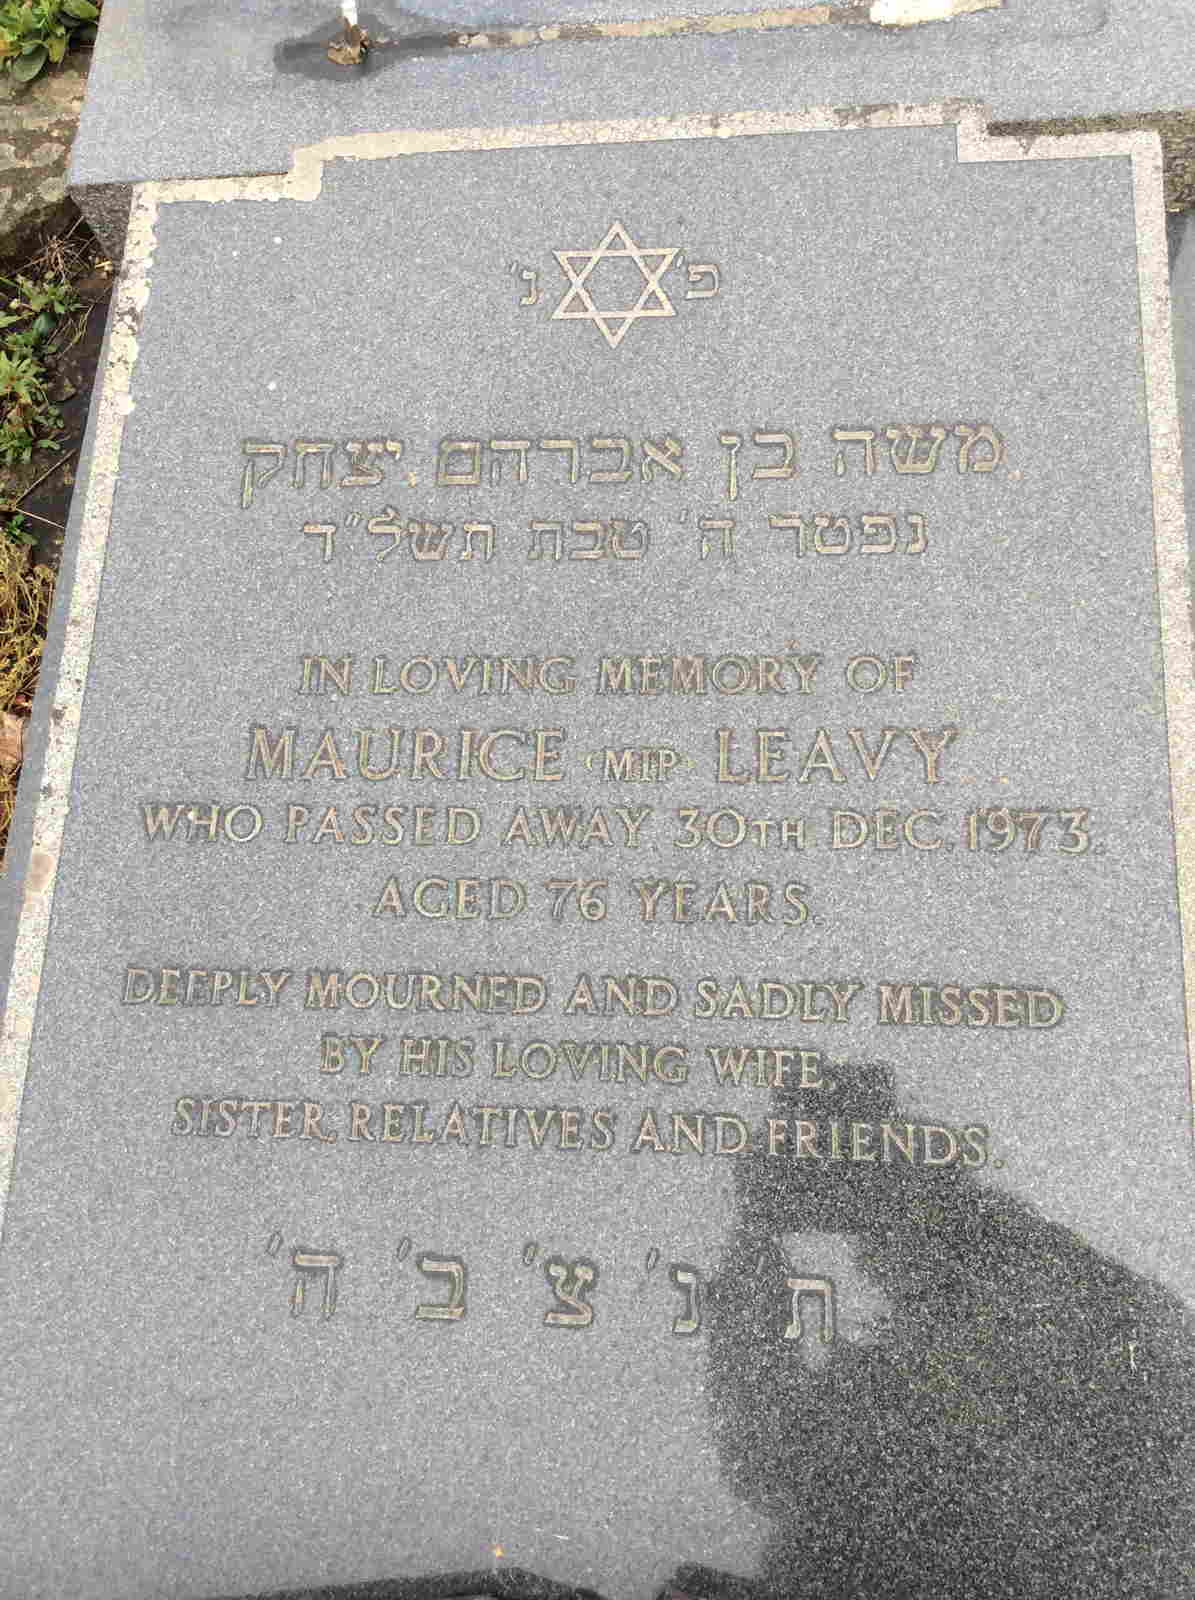 פ' נ'
משה בן אברהם יצחק
נפטר ה' טבת תשל"ד
IN LOVING MEMORY OF
MAURICE (MIP) LEAVY
WHO PASSED AWAY 30TH DEC. 1973.
AGED 76 YEARS.
DEEPLY MOURNED AND SADLY MISSED
BY HIS LOVING WIFE,
SISTER, RELATIVES AND FRIENDS.
ת' נ' צ' ב' ה'